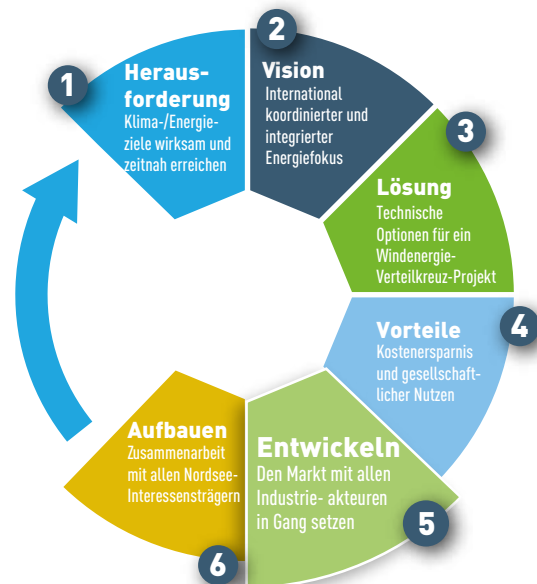 1
Heraus-
forderung
Klima-/Energie-
ziele wirksam und
zeitnah erreichen
2
Vision
International
koordinierter und
integrierter
Energiefokus
3
Lösung
Technische
Optionen für ein
Windenergie-
Verteilkreuz-Projekt
4
Vorteile
Kostenersparnis
und gesellschaft-
licher Nutzen
Entwickeln
Den Markt mit allen
Industrie- akteuren
in Gang setzen
5
Aufbauen
Zusammenarbeit
mit allen Nordsee-
Interessensträgern
6